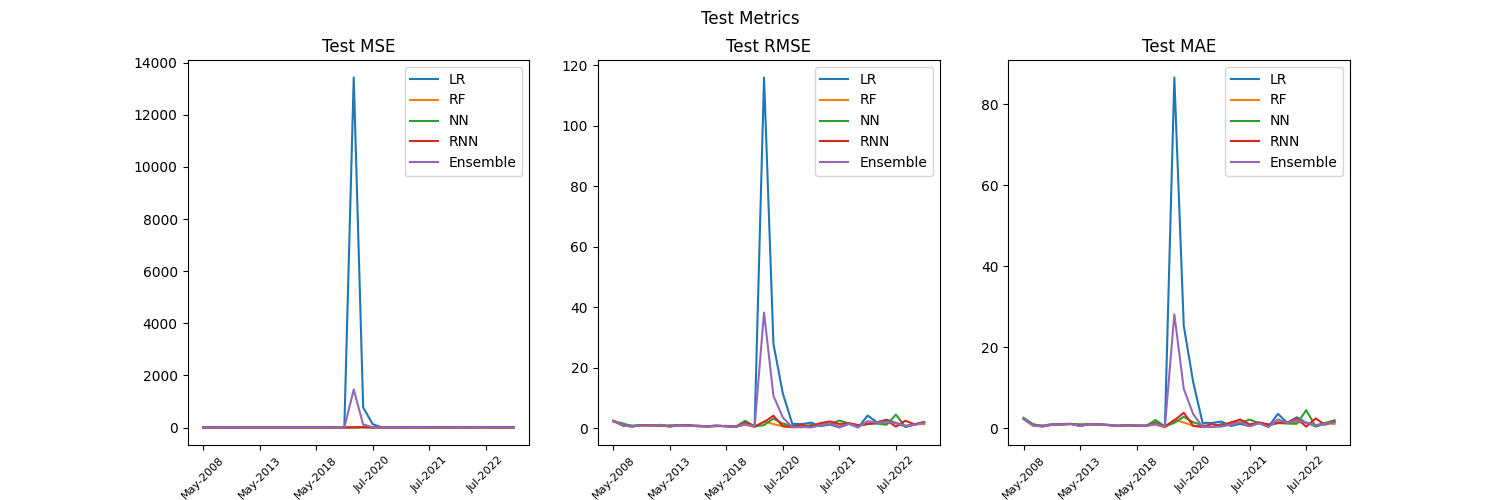 Test Metrics
Test MSE
14000
12000
10000
8000
6000
4000
2000
0
LR
RF
NN
RNN
Ensemble
May-2008
May-2013
May-2018
Jul-2020
Jul-2021
Jul-2022
Test RMSE
120
100
80
60
40
20
0
LR
RF
NN
RNN
Ensemble
May-2008
May-2013
May-2018
Jul-2020
Jul-2021
Jul-2022
Test MAE
80
60
40
20
0
LR
RF
NN
RNN
Ensemble
May-2008
May-2013
May-2018
Jul-2020
Jul-2021
Jul-2022